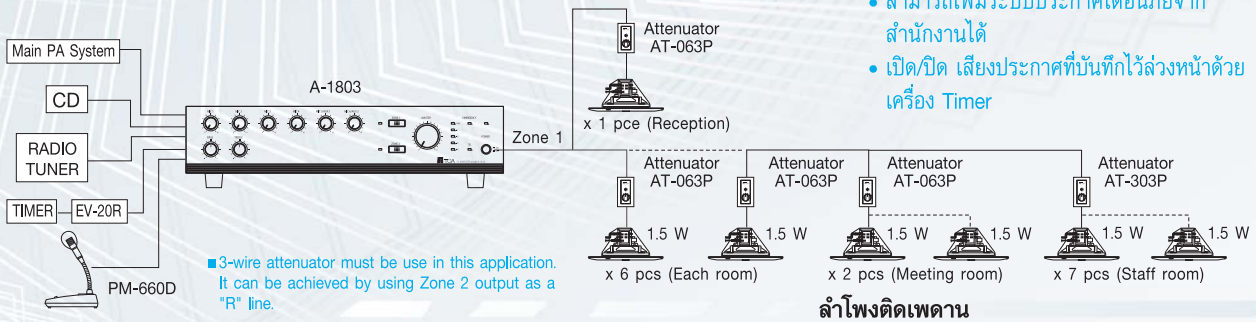 • สามารถเพิ่มระบบประกาศเตือนภัยจาก
สำนักงานได้
• เปิด/ปิด เสียงประกาศที่บันทึกไว้ล่วงหน้าด้วย
เครื่อง Timer
Main PA System
CD
RADIO
TUNER
TIMER
EV-20R
PM-660D
A-1803
Zone 1
Attenuator
AT-063P
x 1 pce (Reception)
Attenuator
AT-063P
Attenuator
AT-063P
Attenuator
AT-063P
Attenuator
AT-303P
1.5 W
1.5 W
1.5 W
1.5 W
1.5 W
1.5 W
x 6 pcs (Each room)
x 2 pcs (Meeting room)
x 7 pcs (Staff room)
ลำโพงติดเพดาน
■ 3-wire attenuator must be use in this application.
It can be achieved by using Zone 2 output as a
"R" line.